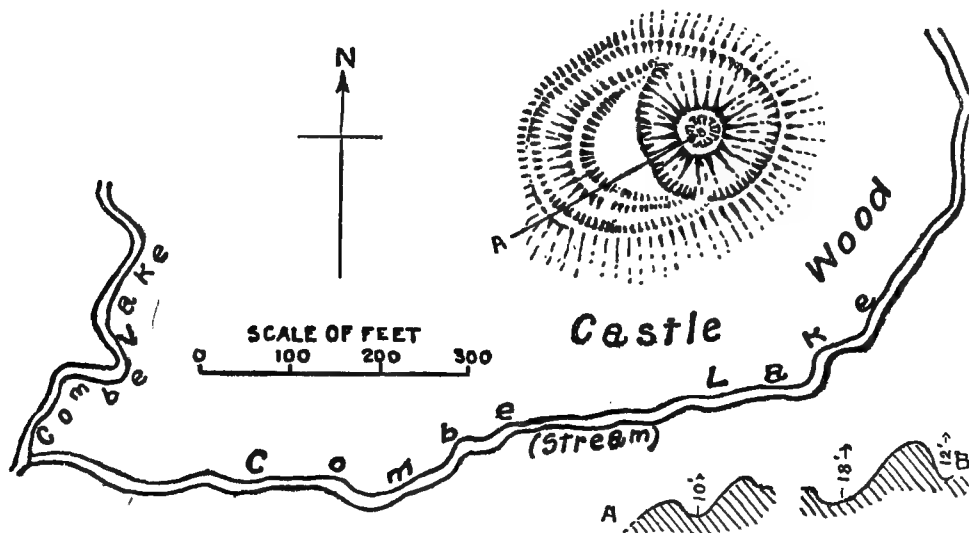 N
A
Combe Lake
SCALE OF FEET
0 100 200 300
Castle Wood
Combe Lake
(Stream)
A
10'
18'
12'
B